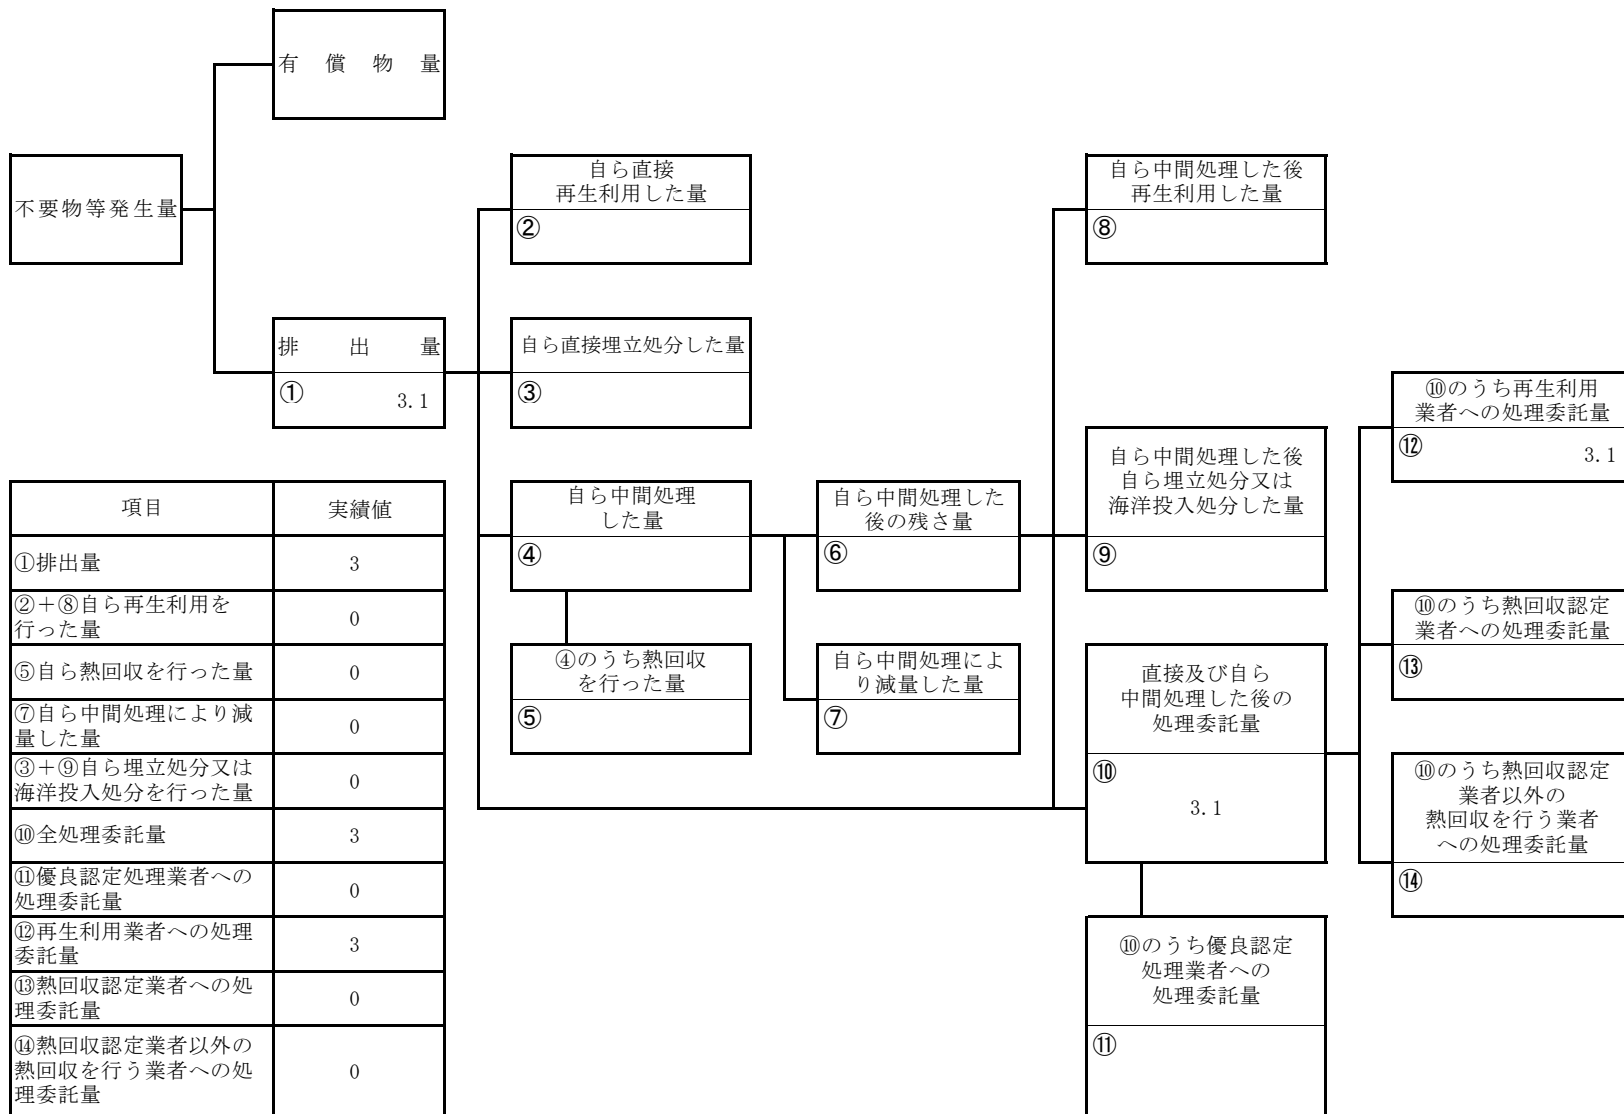 有償物量
不要物等発生量
排出量
①
3.1
自ら直接
再生利用した量
②
自ら直接埋立処分した量
③
自ら中間処理
した量
④
④のうち熱回収
を行った量
⑤
自ら中間処理した
後の残さ量
⑥
自ら中間処理によ
り減量した量
⑦
自ら中間処理した後
再生利用した量
⑧
自ら中間処理した後
自ら埋立処分又は
海洋投入処分した量
⑨
直接及び自ら
中間処理した後の
処理委託量
⑩
3.1
⑩のうち優良認定
処理業者への
処理委託量
⑪
⑩のうち再生利用
業者への処理委託量
⑫
3.1
⑩のうち熱回収認定
業者への処理委託量
⑬
⑩のうち熱回収認定
業者以外の
熱回収を行う業者
への処理委託量
⑭
項目 実績値
①排出量 3
②+⑧自ら再生利用を
行った量 0
⑤自ら熱回収を行った量 0
⑦自ら中間処理により減
量した量 0
③+⑨自ら埋立処分又は
海洋投入処分を行った量 0
⑩全処理委託量 3
⑪優良認定処理業者への
処理委託量 0
⑫再生利用業者への処理
委託量 3
⑬熱回収認定業者への処
理委託量 0
⑭熱回収認定業者以外の
熱回収を行う業者への処 0
理委託量